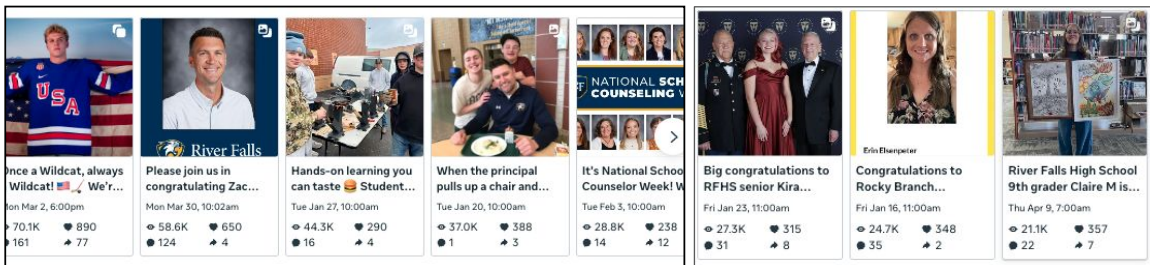 USA
Once a Wildcat, always
Wildcat! 🇺🇸🏒 We'r...
Mon Mar 2, 6:00pm
70.1K 890
161 77
River Falls
Please join us in
congratulating Zac...
Mon Mar 30, 10:02am
58.6K 650
124 4
Hands-on learning you
can taste 🍔 Student...
Tue Jan 27, 10:00am
44.3K 290
16 4
When the principal
pulls up a chair and...
Tue Jan 20, 10:00am
37.0K 388
1 3
NATIONAL SCH
COUNSELING W
It's National Schoo
Counselor Week! W
Tue Feb 3, 10:00am
28.8K 238
14 12
Big congratulations to
RFHS senior Kira...
Fri Jan 23, 11:00am
27.3K 315
31 8
Erin Elsenpeter
Congratulations to
Rocky Branch...
Fri Jan 16, 11:00am
24.7K 348
35 2
River Falls High School
9th grader Claire M is...
Thu Apr 9, 7:00am
21.1K 357
22 7